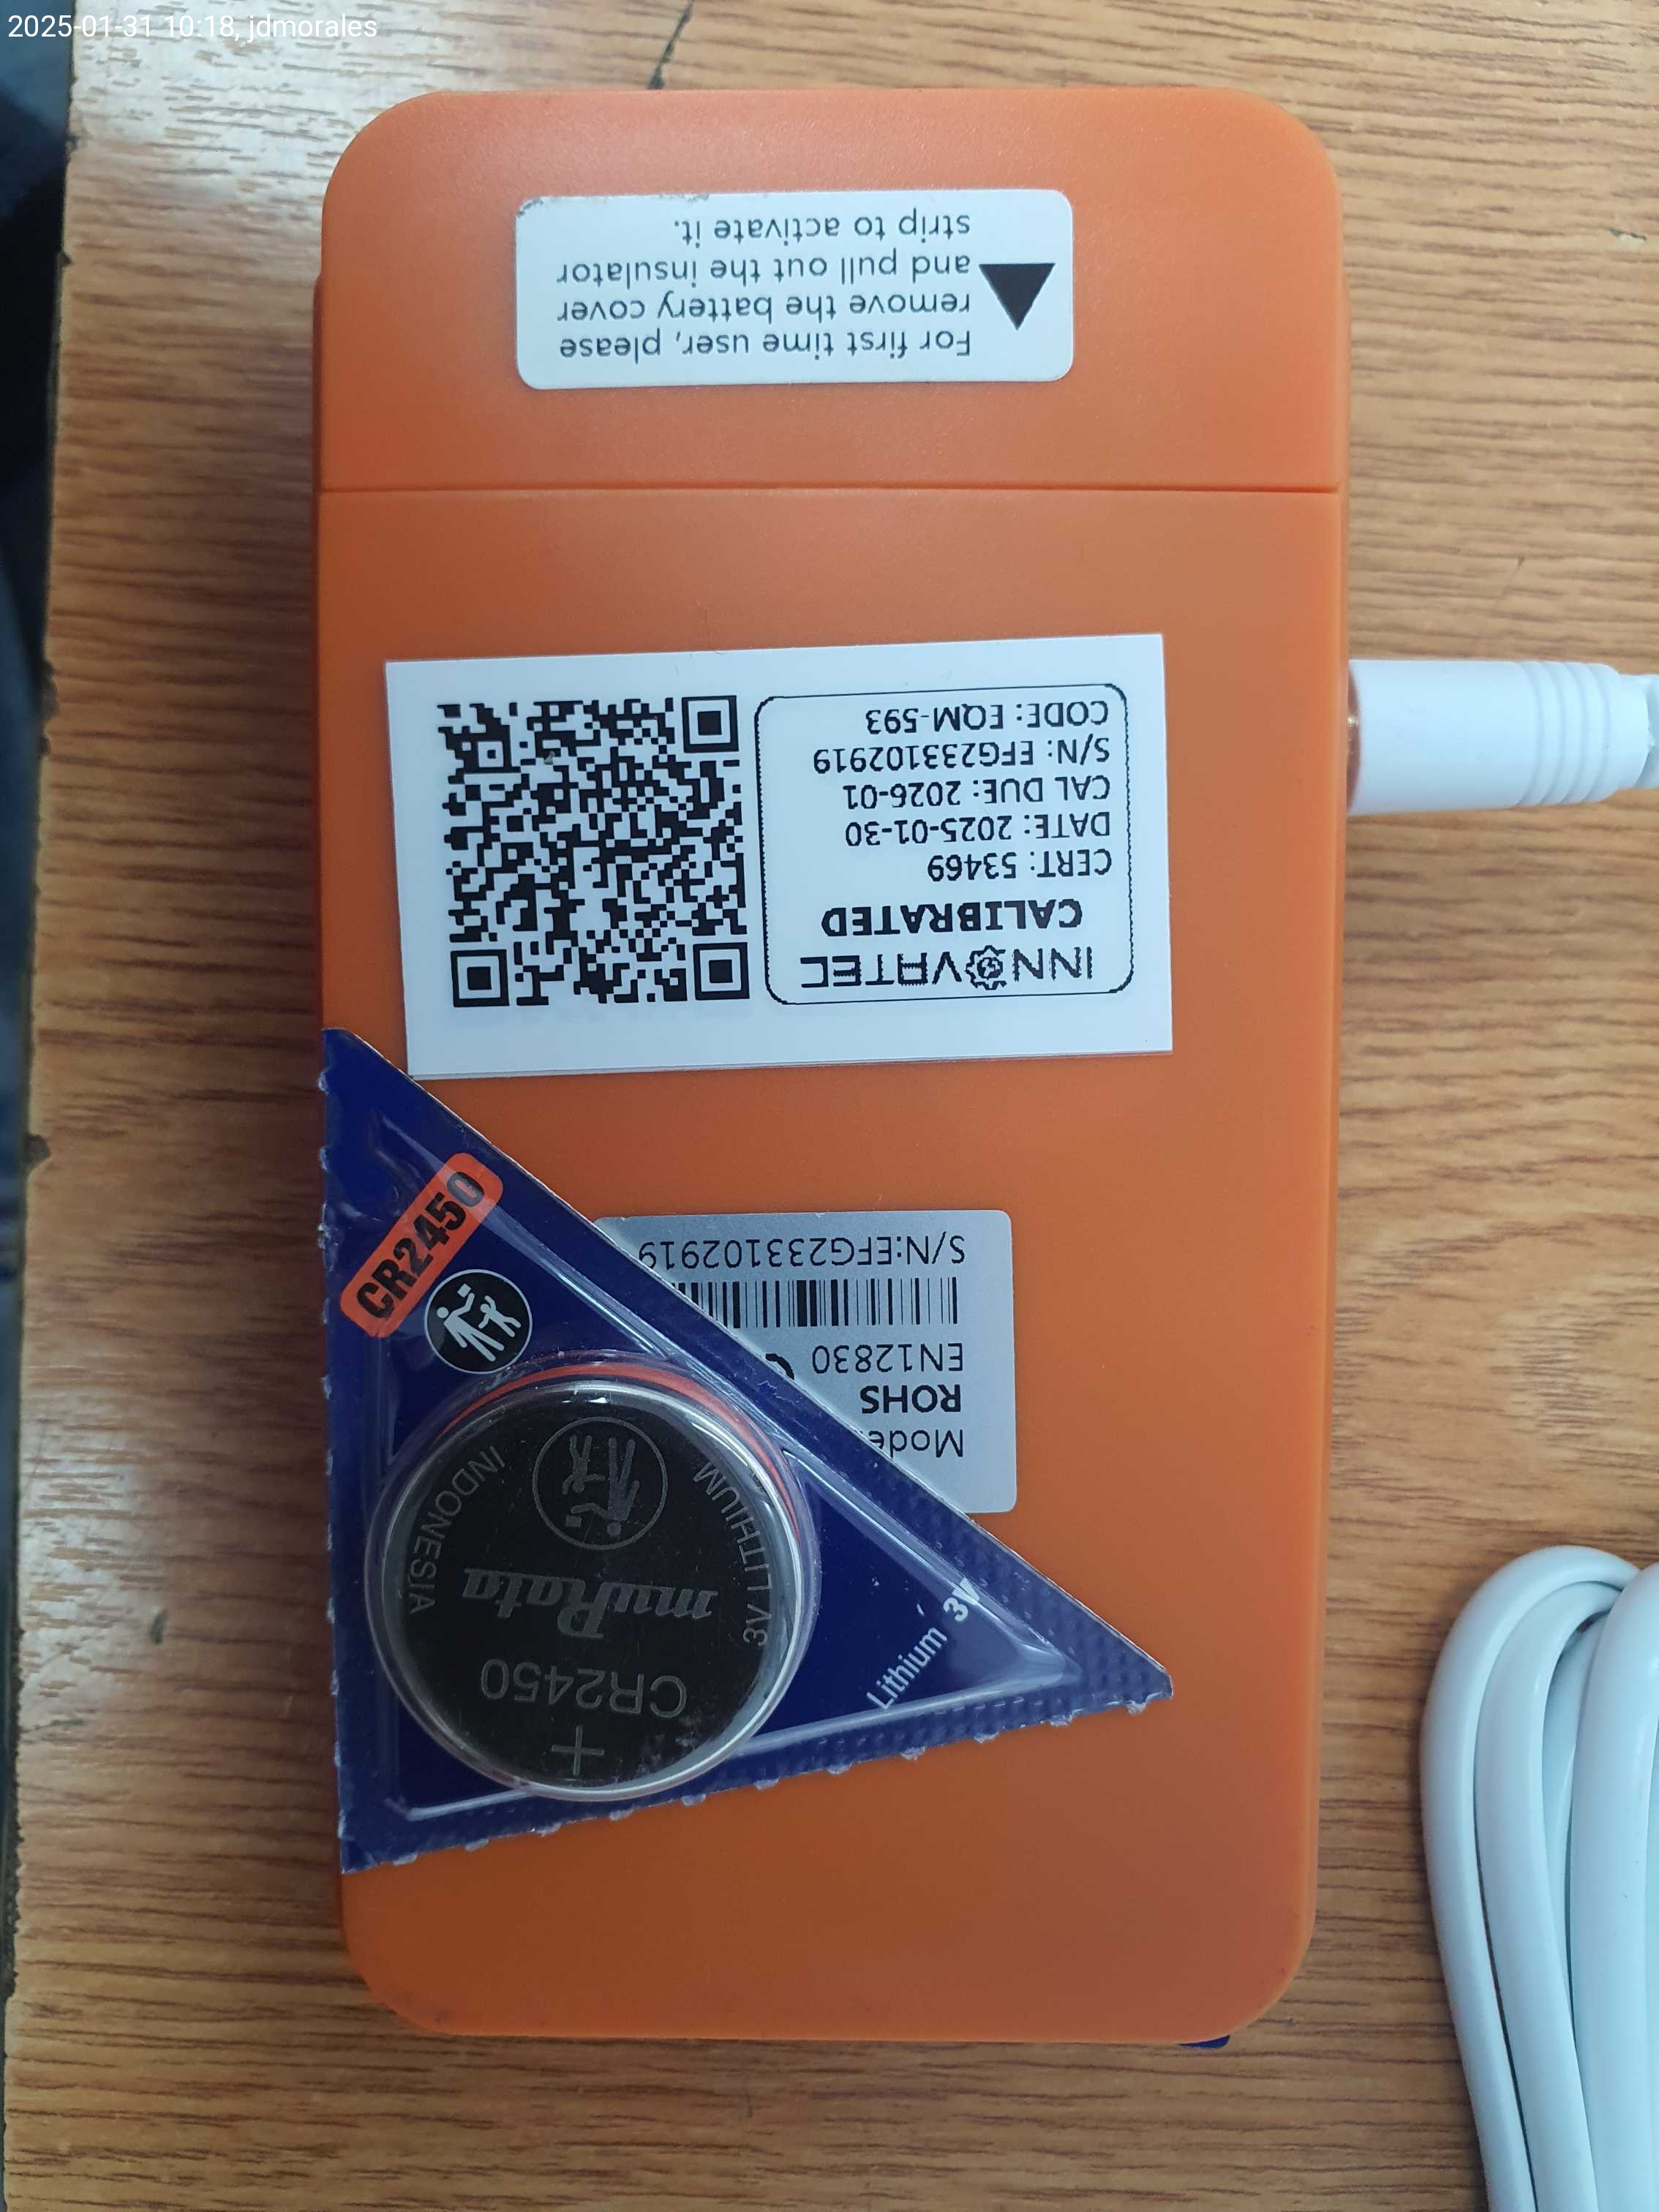 2025-01-31 10:18, jdmorales
For first time user, please
remove the battery cover
and pull out the insulator
strip to activate it.
INNOVATEC
CALIBRATED
CERT: 53469
DATE: 2025-01-30
CAL DUE: 2026-01
S/N: EFG233102919
CODE: EQM-593
ROHS
EN12830
S/N:EFG233102919
CR2450
Lithium 3V
+
CR2450
muRata
3V LITHIUM
INDONESIA